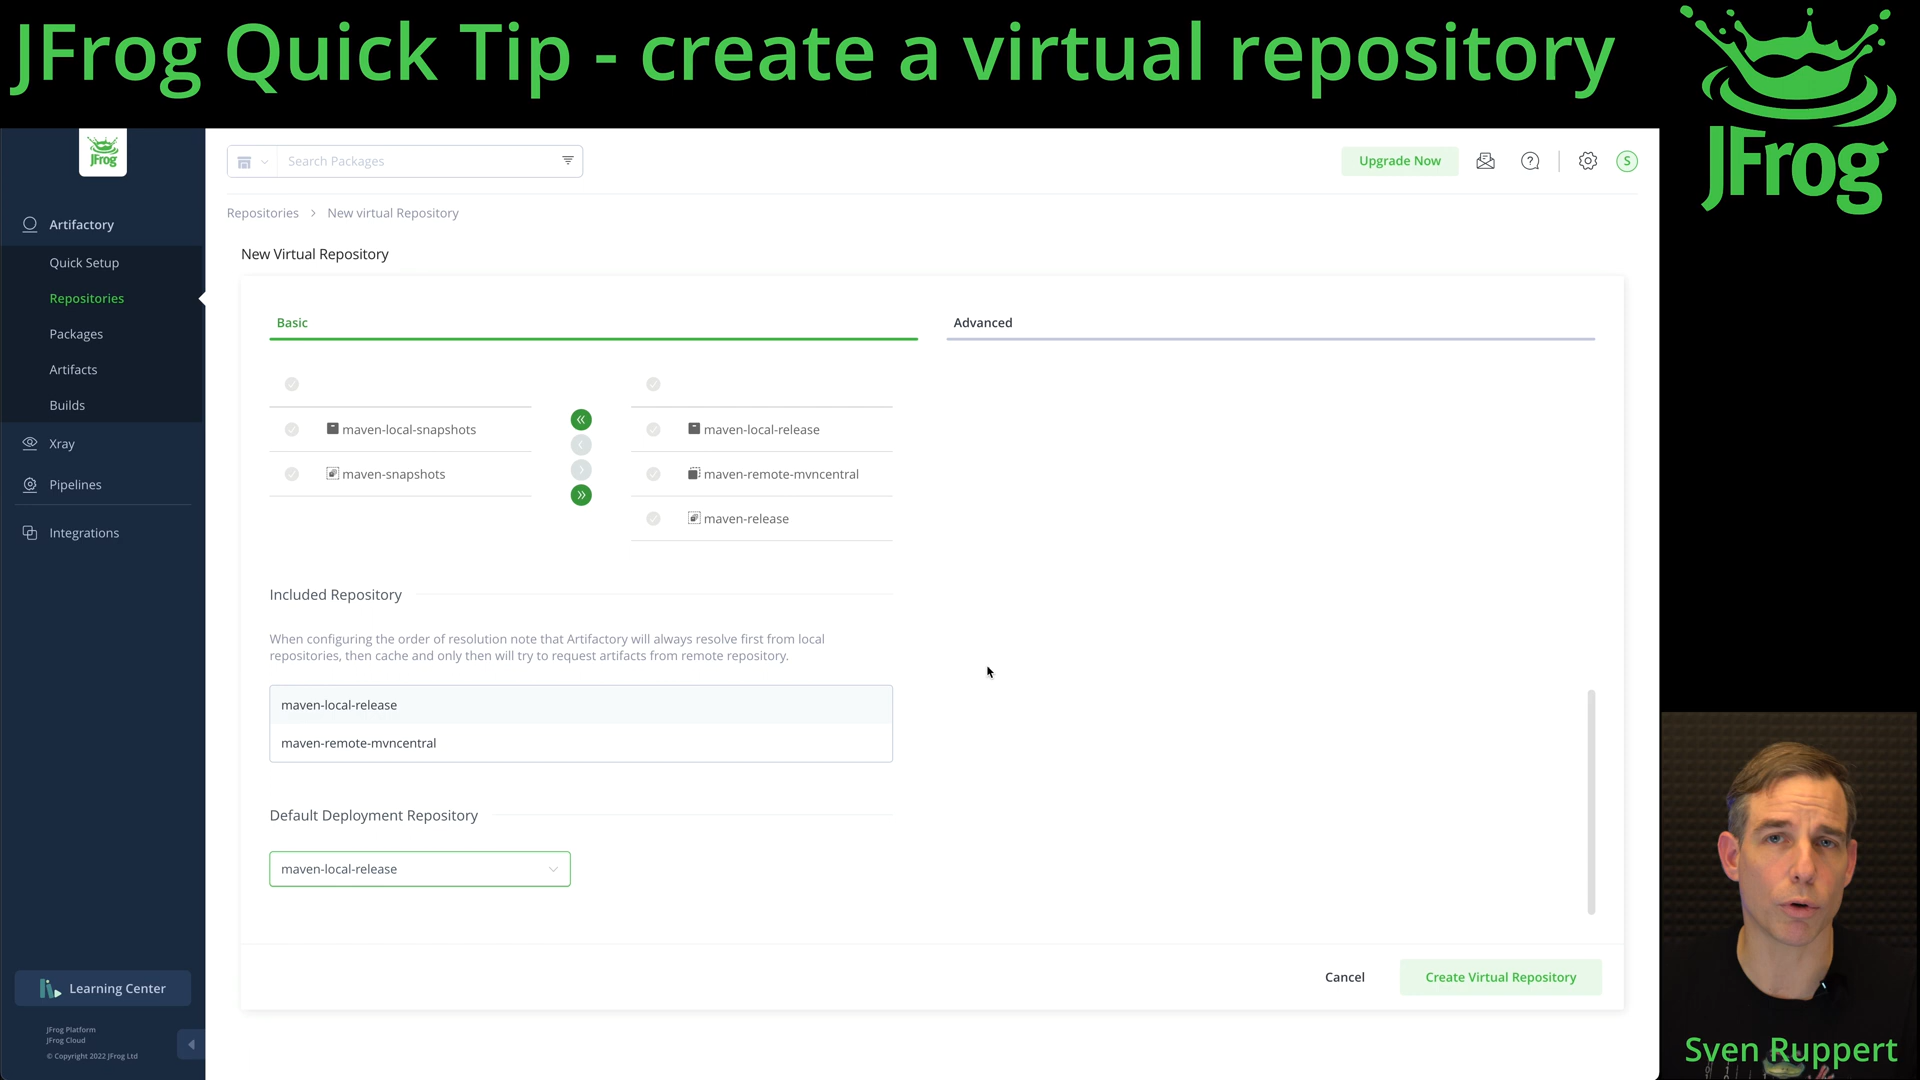 JFrog Quick Tip - create a virtual repository
JFrog
JFrog
Search Packages
Upgrade Now
?
S
Artifactory
Quick Setup
Repositories
Packages
Artifacts
Builds
Xray
Pipelines
Integrations
Repositories > New virtual Repository
New Virtual Repository
Basic
Advanced
maven-local-snapshots
maven-snapshots
maven-local-release
maven-remote-mvncentral
maven-release
Included Repository
When configuring the order of resolution note that Artifactory will always resolve first from local
repositories, then cache and only then will try to request artifacts from remote repository.
maven-local-release
maven-remote-mvncentral
Default Deployment Repository
maven-local-release
Cancel
Create Virtual Repository
Learning Center
JFrog Platform
JFrog Cloud
© Copyright 2022 JFrog Ltd
Sven Ruppert